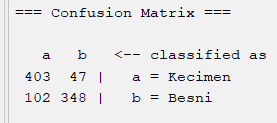 === Confusion Matrix ===
a b <-- classified as
403 47 | a = Kecimen
102 348 | b = Besni